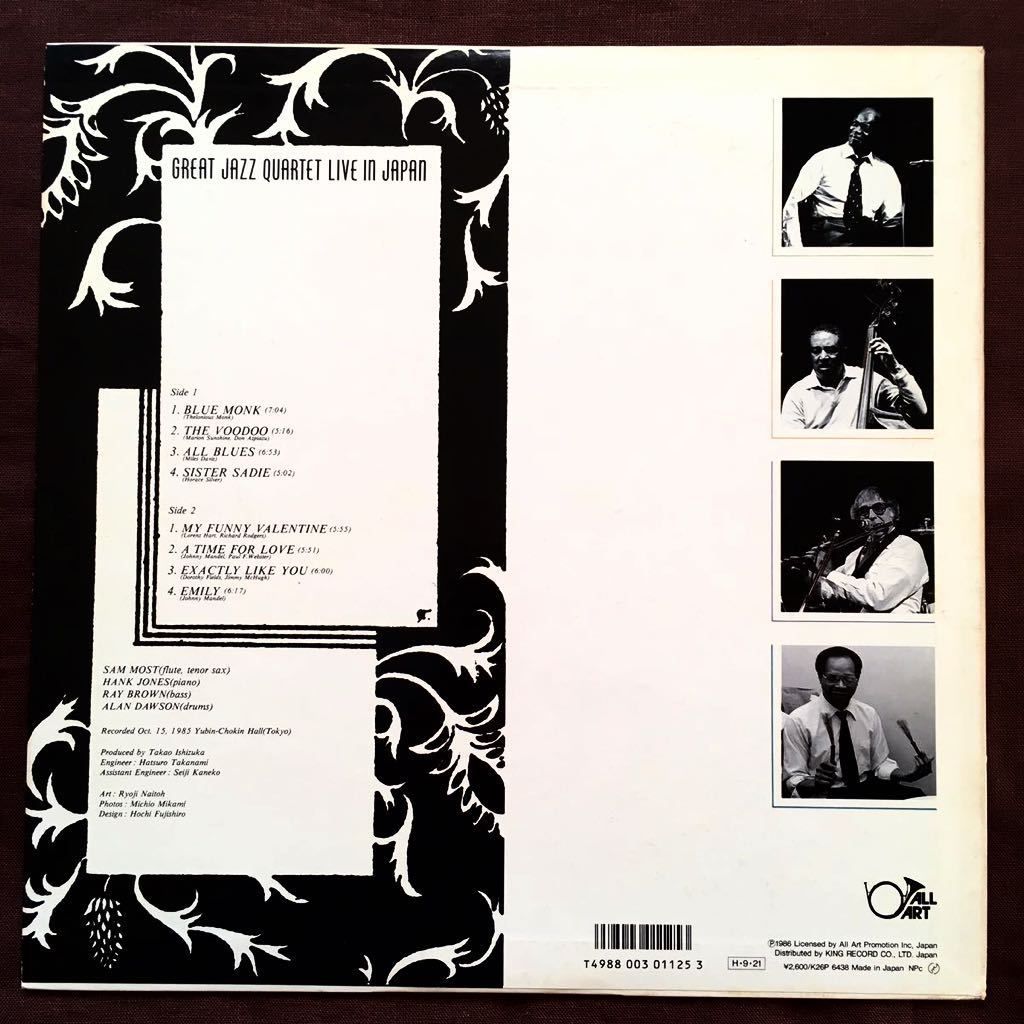 GREAT JAZZ QUARTET LIVE IN JAPAN
Side 1
1. BLUE MONK (7:04)
(Thelonious Monk)
2. THE VOODOO (5:16)
(Marion Sunshine, Don Azpiazu)
3. ALL BLUES (6:53)
(Miles Davis)
4. SISTER SADIE (5:02)
(Horace Silver)
Side 2
1. MY FUNNY VALENTINE (5:55)
(Lorenz Hart, Richard Rodgers)
2. A TIME FOR LOVE (5:51)
(Johnny Mandel, Paul F.Webster)
3. EXACTLY LIKE YOU (6:00)
(Dorothy Fields, Jimmy McHugh)
4. EMILY (6:17)
(Johnny Mandel)
SAM MOST(flute, tenor sax)
HANK JONES(piano)
RAY BROWN(bass)
ALAN DAWSON(drums)
Recorded Oct. 15, 1985 Yubin-Chokin Hall(Tokyo)
Produced by Takao Ishizuka
Engineer : Hatsuro Takanami
Assistant Engineer : Seiji Kaneko
Art : Ryoji Naitoh
Photos : Michio Mikami
Design : Hochi Fujishiro
ALL
ART
T4988 003 01125 3
H·9·21
Ⓟ1986 Licensed by All Art Promotion Inc, Japan
Distributed by KING RECORD CO., LTD. Japan
¥2,600/K26P 6438 Made in Japan NPc